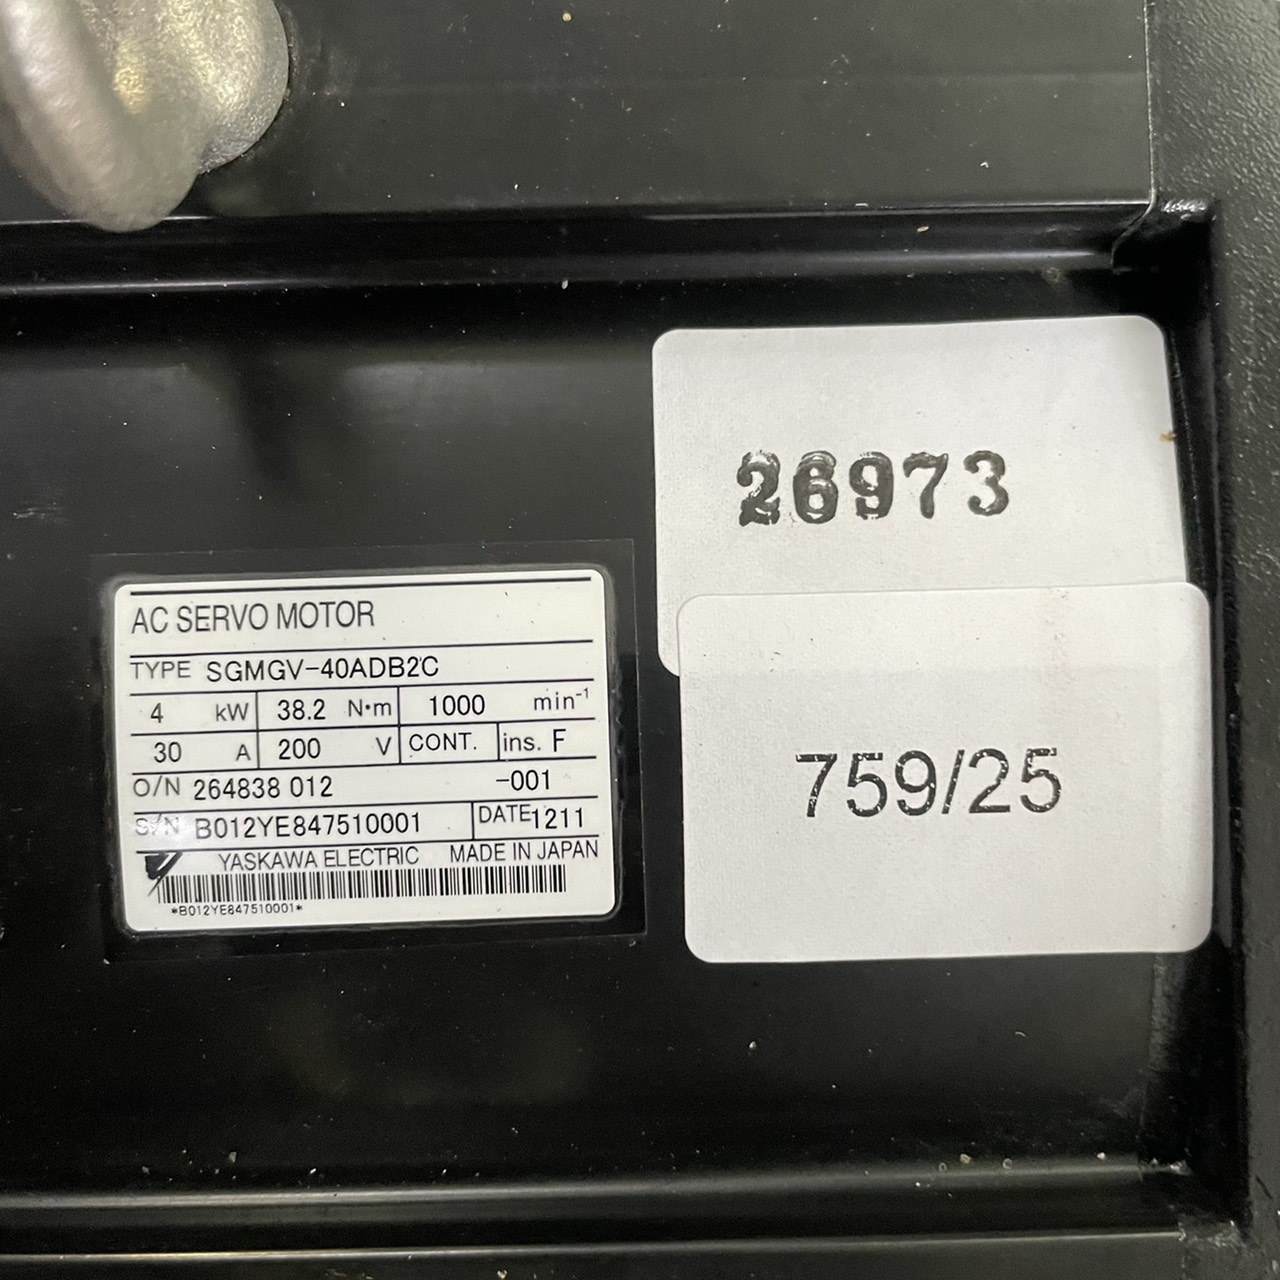 26973
759/25
AC SERVO MOTOR
TYPE SGMGV-40ADB2C
4 kW 38.2 N·m 1000 min-1
30 A 200 V CONT. ins. F
O/N 264838 012 -001
S/N B012YE847510001 DATE 1211
YASKAWA ELECTRIC MADE IN JAPAN
*B012YE847510001*